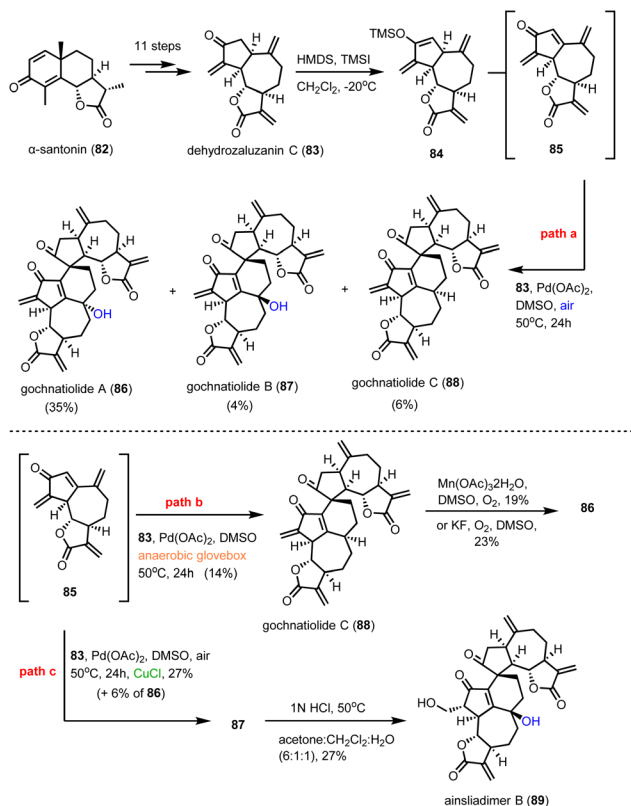 11 steps
HMDS, TMSI
CH2Cl2, -20°C
TMSO
O
O
O
H
H
H
H
O
O
O
O
H
H
H
O
O
O
O
H
O
O
α-santonin (82)
dehydrozaluzanin C (83)
84
85
path a
83, Pd(OAc)2,
DMSO, air
50°C, 24h
H
H
O
O
H
O
O
H
OH
O
O
H
+
H
H
O
O
H
O
O
H
OH
O
O
H
+
H
H
O
O
H
O
O
H
H
O
O
H
gochnatiolide A (86)
(35%)
gochnatiolide B (87)
(4%)
gochnatiolide C (88)
(6%)
O
H
O
O
H
85
path b
83, Pd(OAc)2, DMSO
anaerobic glovebox
50°C, 24h (14%)
H
H
O
O
H
O
O
H
H
O
O
H
gochnatiolide C (88)
Mn(OAc)32H2O,
DMSO, O2, 19%
or KF, O2, DMSO,
23%
86
path c
83, Pd(OAc)2, DMSO, air
50°C, 24h, CuCl, 27%
(+ 6% of 86)
87
1N HCl, 50°C
acetone:CH2Cl2:H2O
(6:1:1), 27%
H
H
O
O
H
O
O
HO
H
H
OH
O
O
H
ainsliadimer B (89)